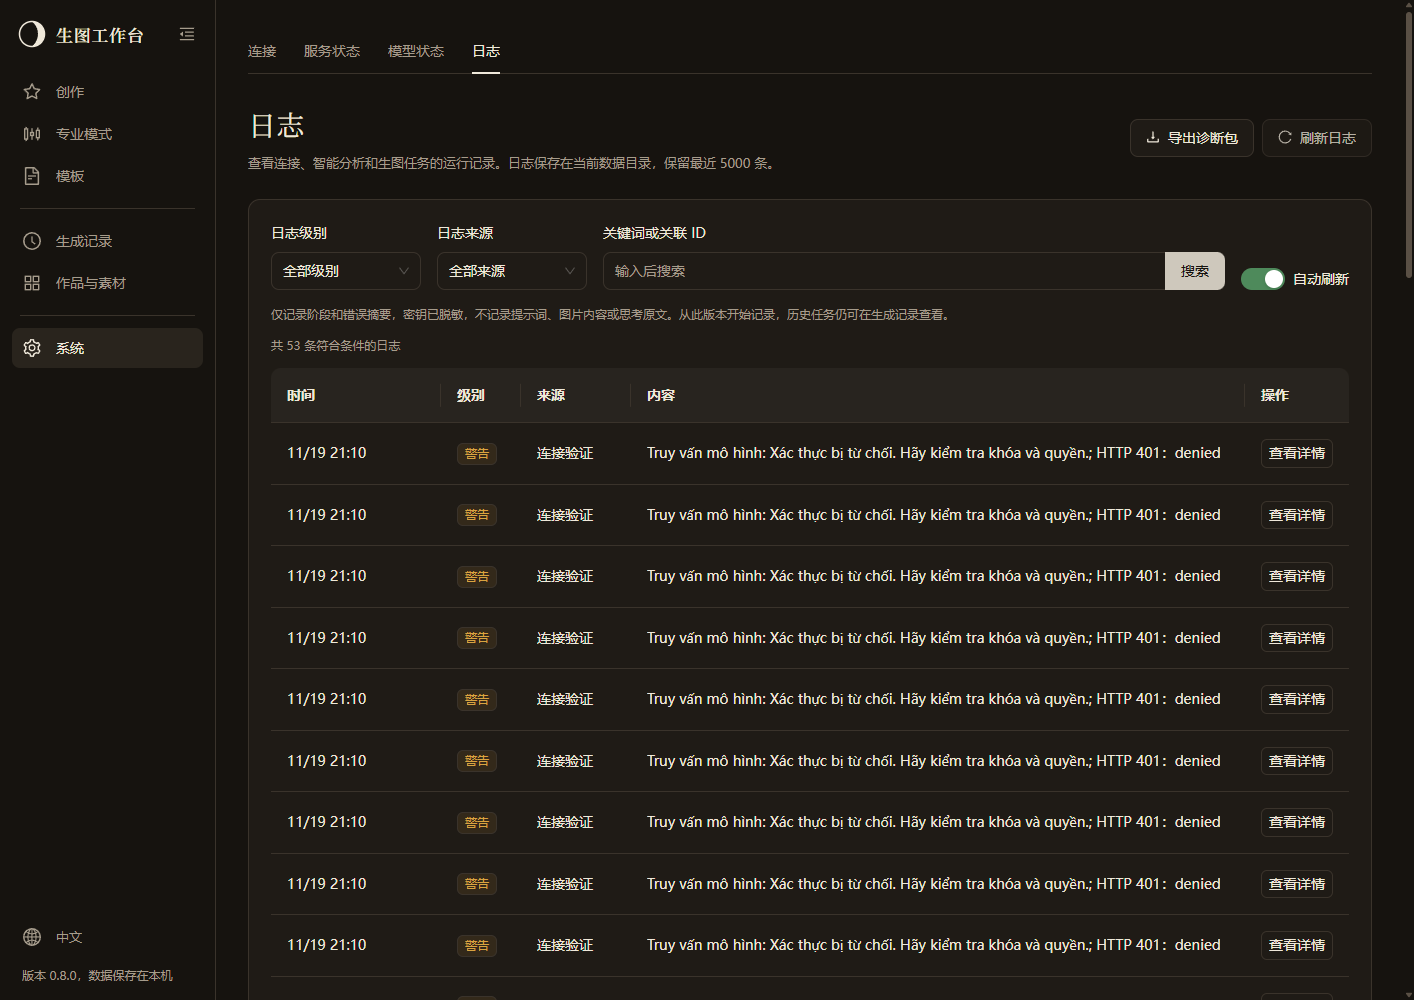 生图工作台
创作
专业模式
模板
生成记录
作品与素材
系统
中文
版本 0.8.0，数据保存在本机
连接 服务状态 模型状态 日志
日志
查看连接、智能分析和生图任务的运行记录。日志保存在当前数据目录，保留最近 5000 条。
导出诊断包 刷新日志
日志级别 日志来源 关键词或关联 ID
全部级别 全部来源 输入后搜索 搜索 自动刷新
仅记录阶段和错误摘要，密钥已脱敏，不记录提示词、图片内容或思考原文。从此版本开始记录，历史任务仍可在生成记录查看。
共 53 条符合条件的日志
时间 级别 来源 内容 操作
11/19 21:10 警告 连接验证 Truy vấn mô hình: Xác thực bị từ chối. Hãy kiểm tra khóa và quyền.; HTTP 401：denied 查看详情
11/19 21:10 警告 连接验证 Truy vấn mô hình: Xác thực bị từ chối. Hãy kiểm tra khóa và quyền.; HTTP 401：denied 查看详情
11/19 21:10 警告 连接验证 Truy vấn mô hình: Xác thực bị từ chối. Hãy kiểm tra khóa và quyền.; HTTP 401：denied 查看详情
11/19 21:10 警告 连接验证 Truy vấn mô hình: Xác thực bị từ chối. Hãy kiểm tra khóa và quyền.; HTTP 401：denied 查看详情
11/19 21:10 警告 连接验证 Truy vấn mô hình: Xác thực bị từ chối. Hãy kiểm tra khóa và quyền.; HTTP 401：denied 查看详情
11/19 21:10 警告 连接验证 Truy vấn mô hình: Xác thực bị từ chối. Hãy kiểm tra khóa và quyền.; HTTP 401：denied 查看详情
11/19 21:10 警告 连接验证 Truy vấn mô hình: Xác thực bị từ chối. Hãy kiểm tra khóa và quyền.; HTTP 401：denied 查看详情
11/19 21:10 警告 连接验证 Truy vấn mô hình: Xác thực bị từ chối. Hãy kiểm tra khóa và quyền.; HTTP 401：denied 查看详情
11/19 21:10 警告 连接验证 Truy vấn mô hình: Xác thực bị từ chối. Hãy kiểm tra khóa và quyền.; HTTP 401：denied 查看详情